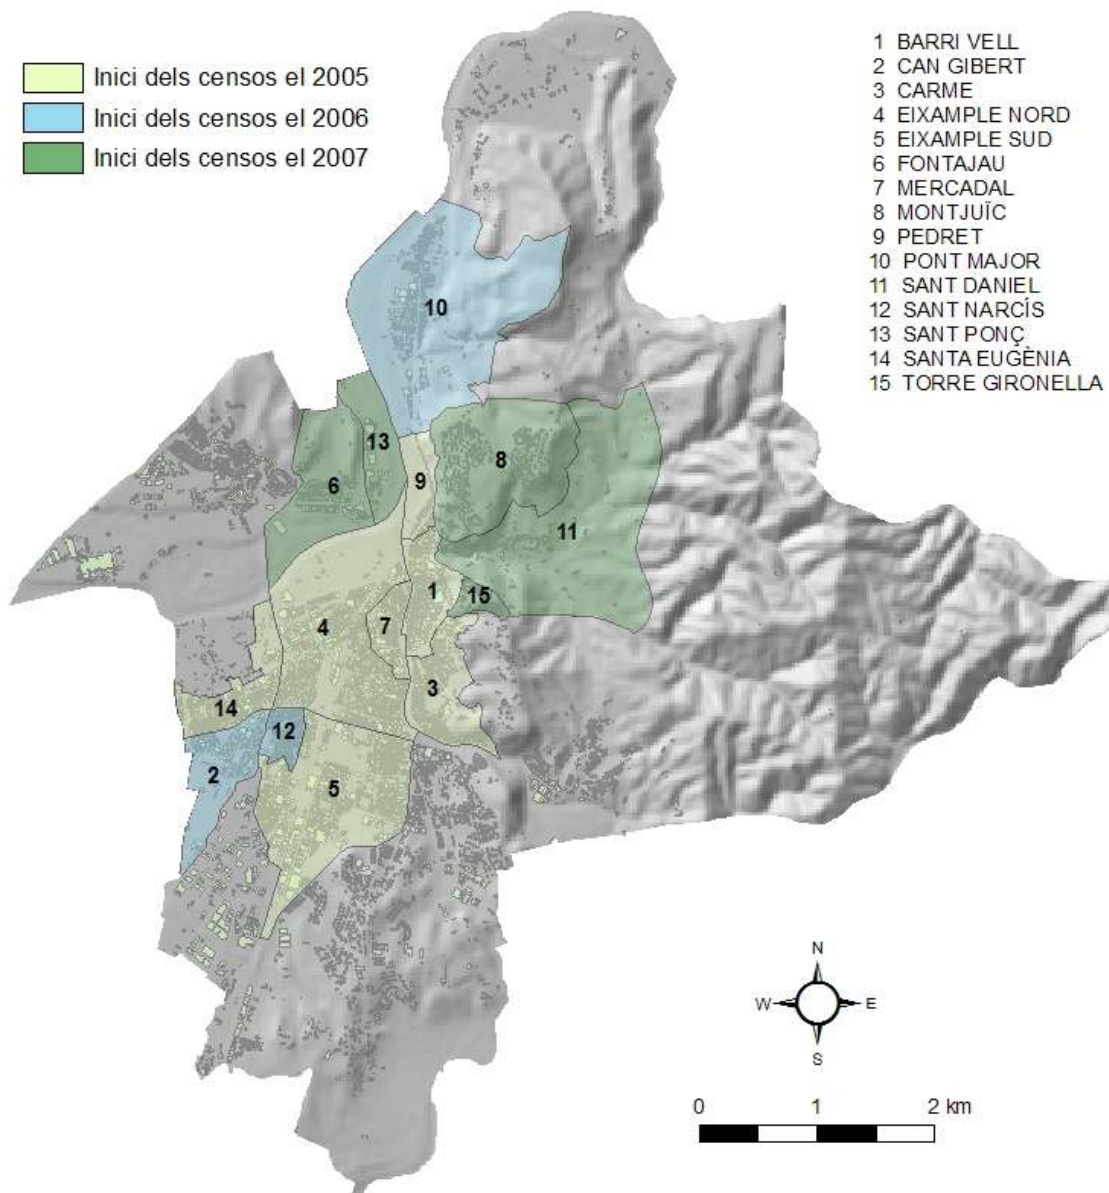 Inici dels censos el 2005
Inici dels censos el 2006
Inici dels censos el 2007
1 BARRI VELL
2 CAN GIBERT
3 CARME
4 EIXAMPLE NORD
5 EIXAMPLE SUD
6 FONTAJAU
7 MERCADAL
8 MONTJUÏC
9 PEDRET
10 PONT MAJOR
11 SANT DANIEL
12 SANT NARCÍS
13 SANT PONÇ
14 SANTA EUGÈNIA
15 TORRE GIRONELLA
10
13
8
9
6
11
1
15
4
7
3
14
12
2
5
N
W E
S
0 1 2 km